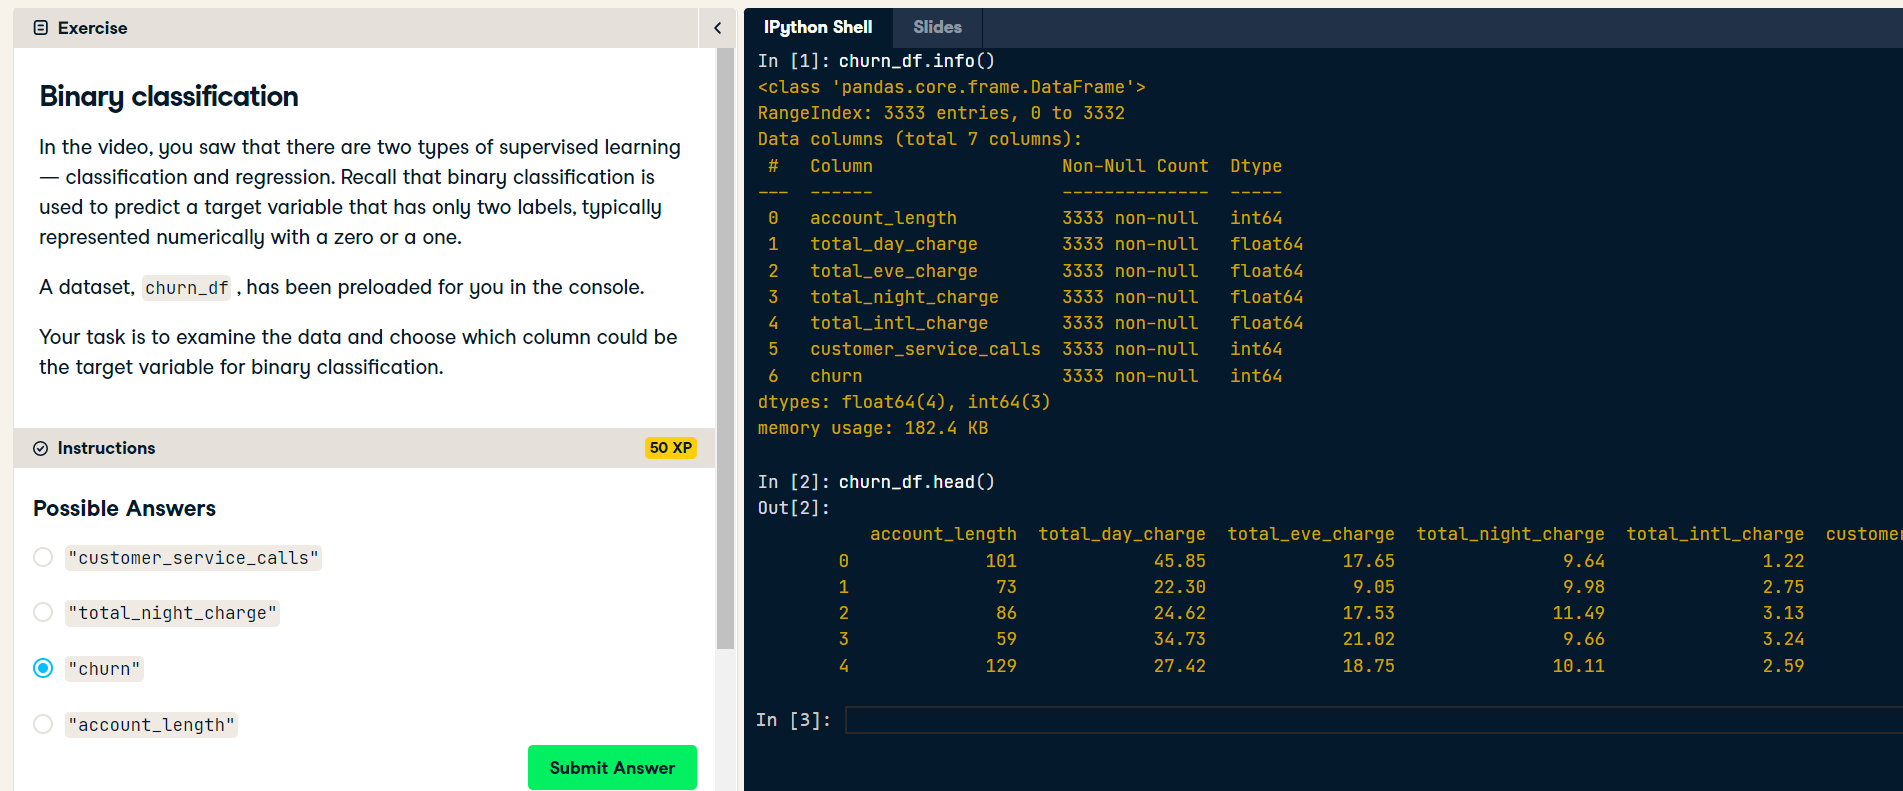 Exercise
Binary classification
In the video, you saw that there are two types of supervised learning
— classification and regression. Recall that binary classification is
used to predict a target variable that has only two labels, typically
represented numerically with a zero or a one.
A dataset, churn_df , has been preloaded for you in the console.
Your task is to examine the data and choose which column could be
the target variable for binary classification.
Instructions
50 XP
Possible Answers
"customer_service_calls"
"total_night_charge"
"churn"
"account_length"
Submit Answer
IPython Shell
Slides
In [1]: churn_df.info()
<class 'pandas.core.frame.DataFrame'>
RangeIndex: 3333 entries, 0 to 3332
Data columns (total 7 columns):
 #   Column                  Non-Null Count  Dtype
---  ------                  --------------  -----
 0   account_length          3333 non-null   int64
 1   total_day_charge        3333 non-null   float64
 2   total_eve_charge        3333 non-null   float64
 3   total_night_charge      3333 non-null   float64
 4   total_intl_charge       3333 non-null   float64
 5   customer_service_calls  3333 non-null   int64
 6   churn                   3333 non-null   int64
dtypes: float64(4), int64(3)
memory usage: 182.4 KB
In [2]: churn_df.head()
Out[2]:
account_length  total_day_charge  total_eve_charge  total_night_charge  total_intl_charge  customer
0  101  45.85  17.65  9.64  1.22
1  73  22.30  9.05  9.98  2.75
2  86  24.62  17.53  11.49  3.13
3  59  34.73  21.02  9.66  3.24
4  129  27.42  18.75  10.11  2.59
In [3]: